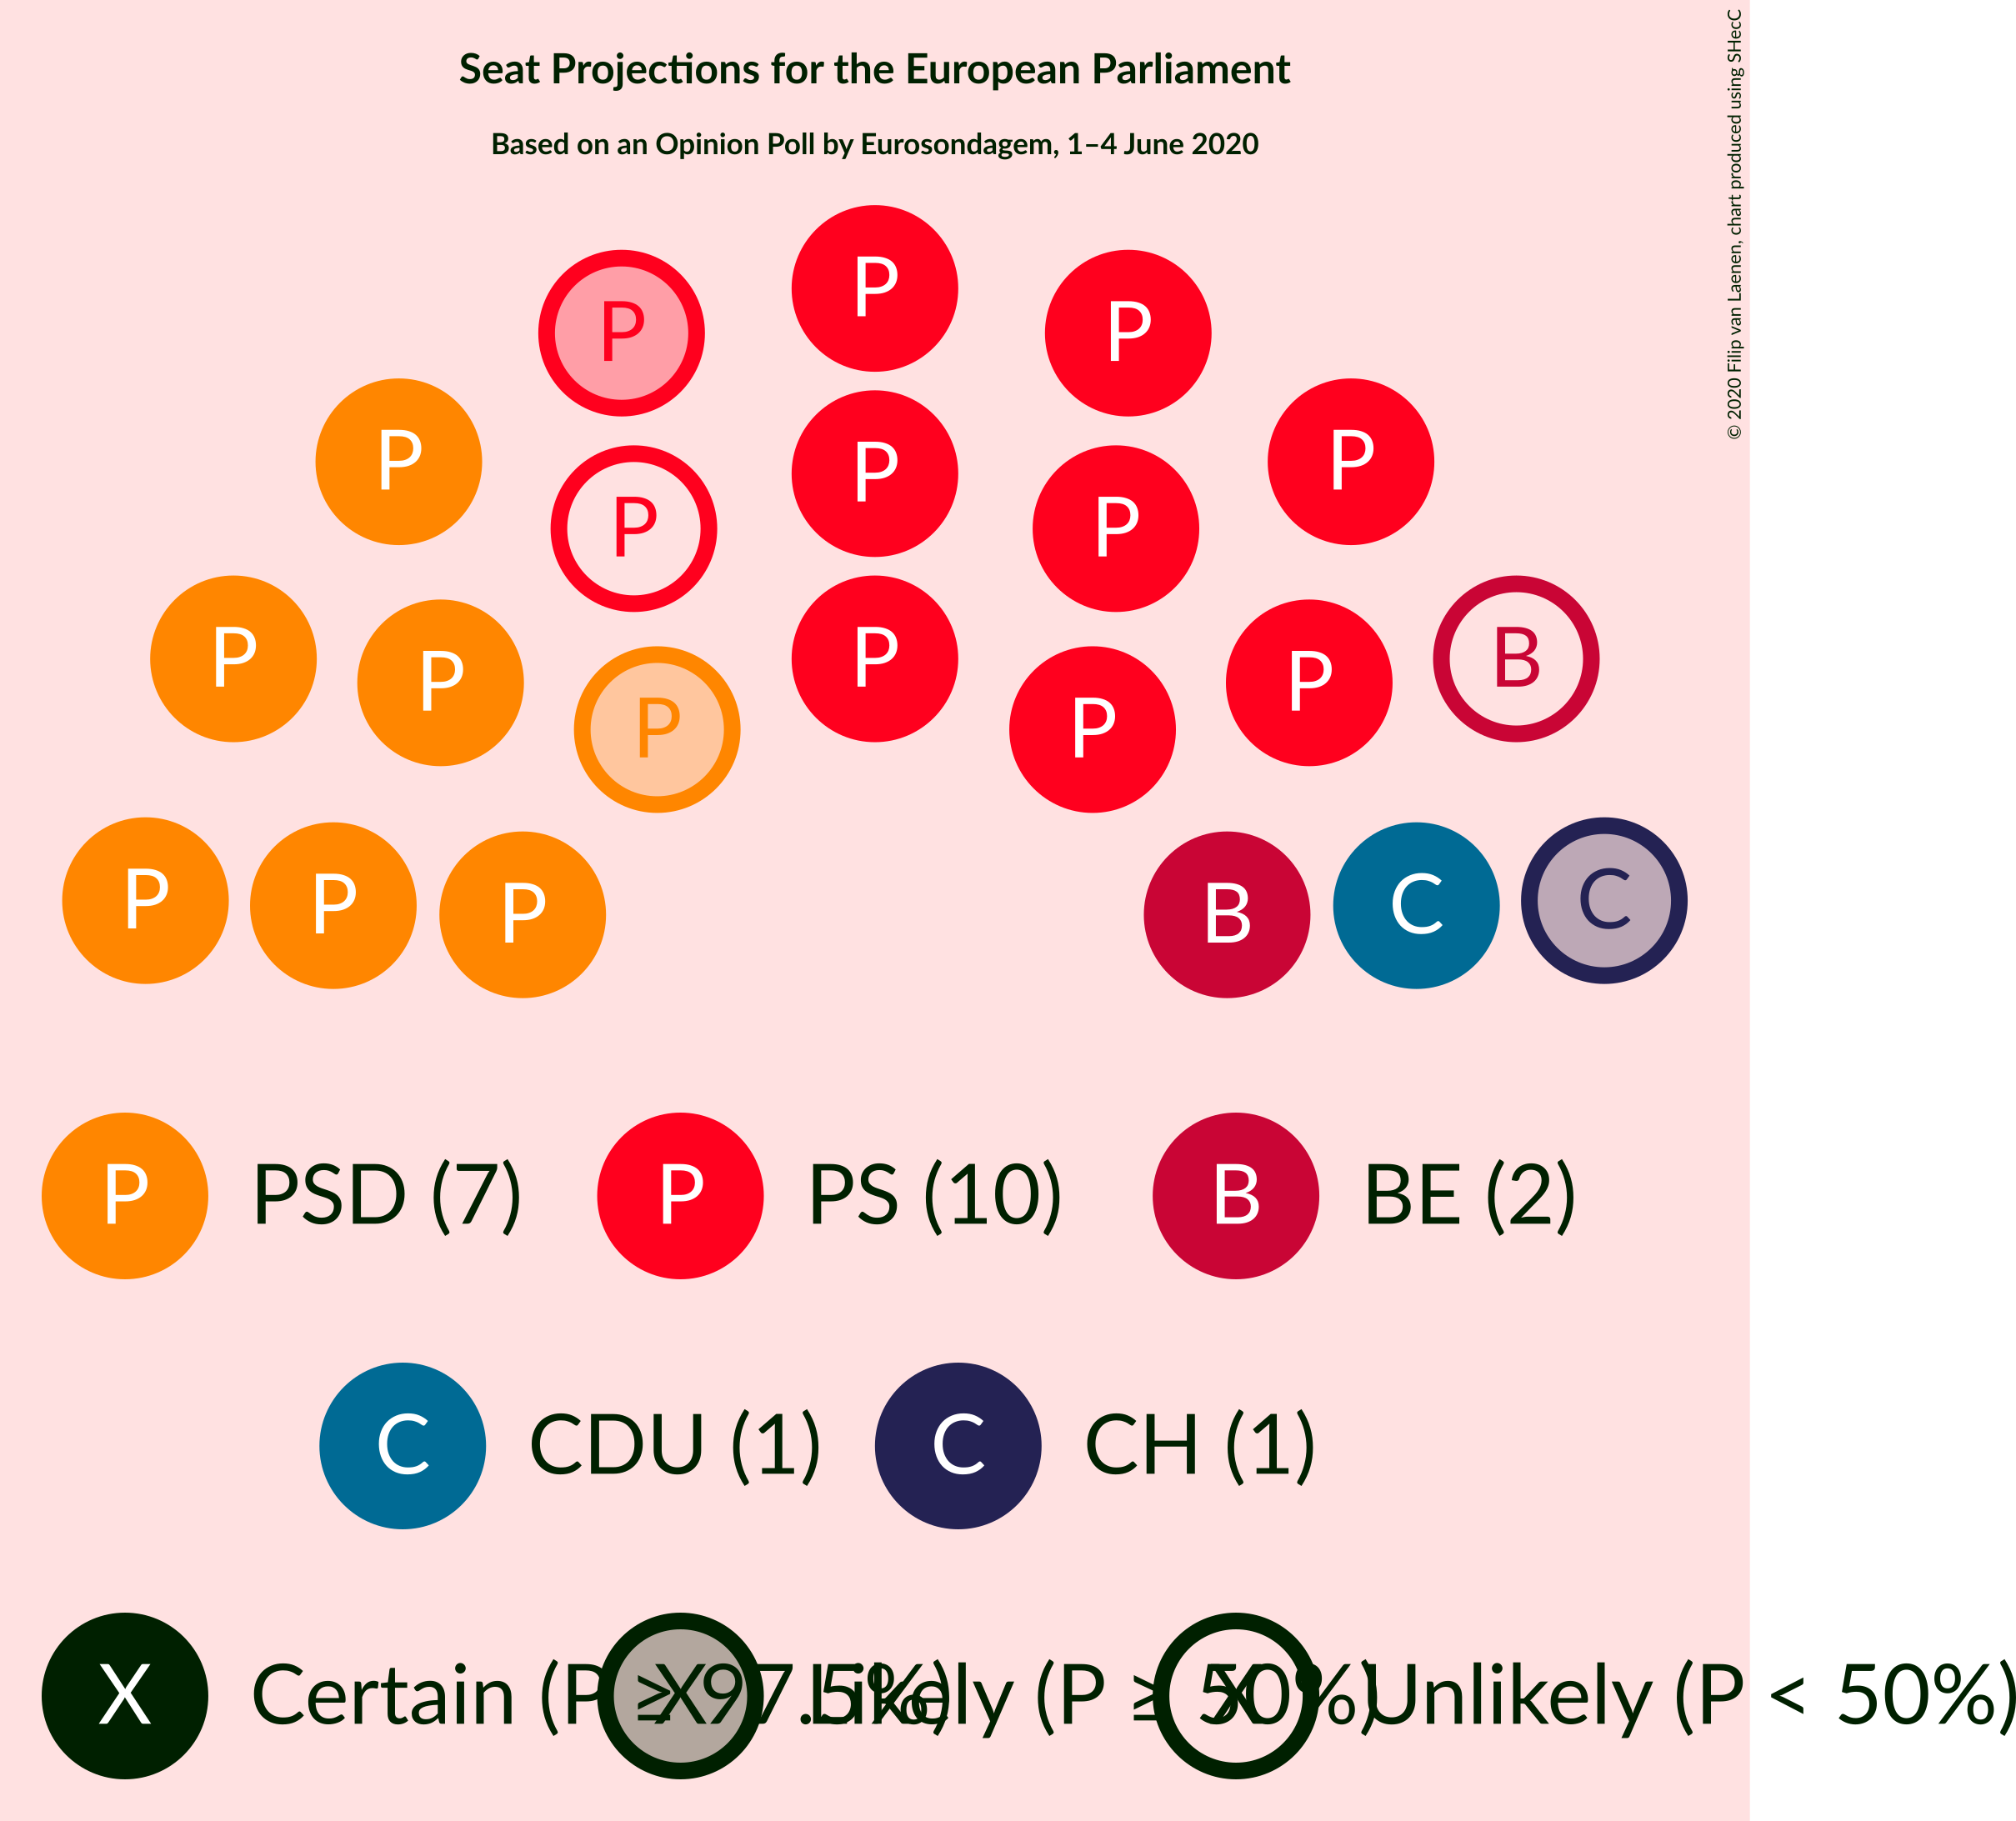 Seat Projections for the European Parliament
Based on an Opinion Poll by Eurosondagem, 1–4 June 2020
© 2020 Filip van Laenen, chart produced using SHecC
P
P P
P P
P
P P
P P B
P P
P P
P P P B C C
P PSD (7) P PS (10) B BE (2)
C CDU (1) C CH (1)
X Certain (P ≥ 97.5%) X Likely (P ≥ 50%) X Unlikely (P < 50%)